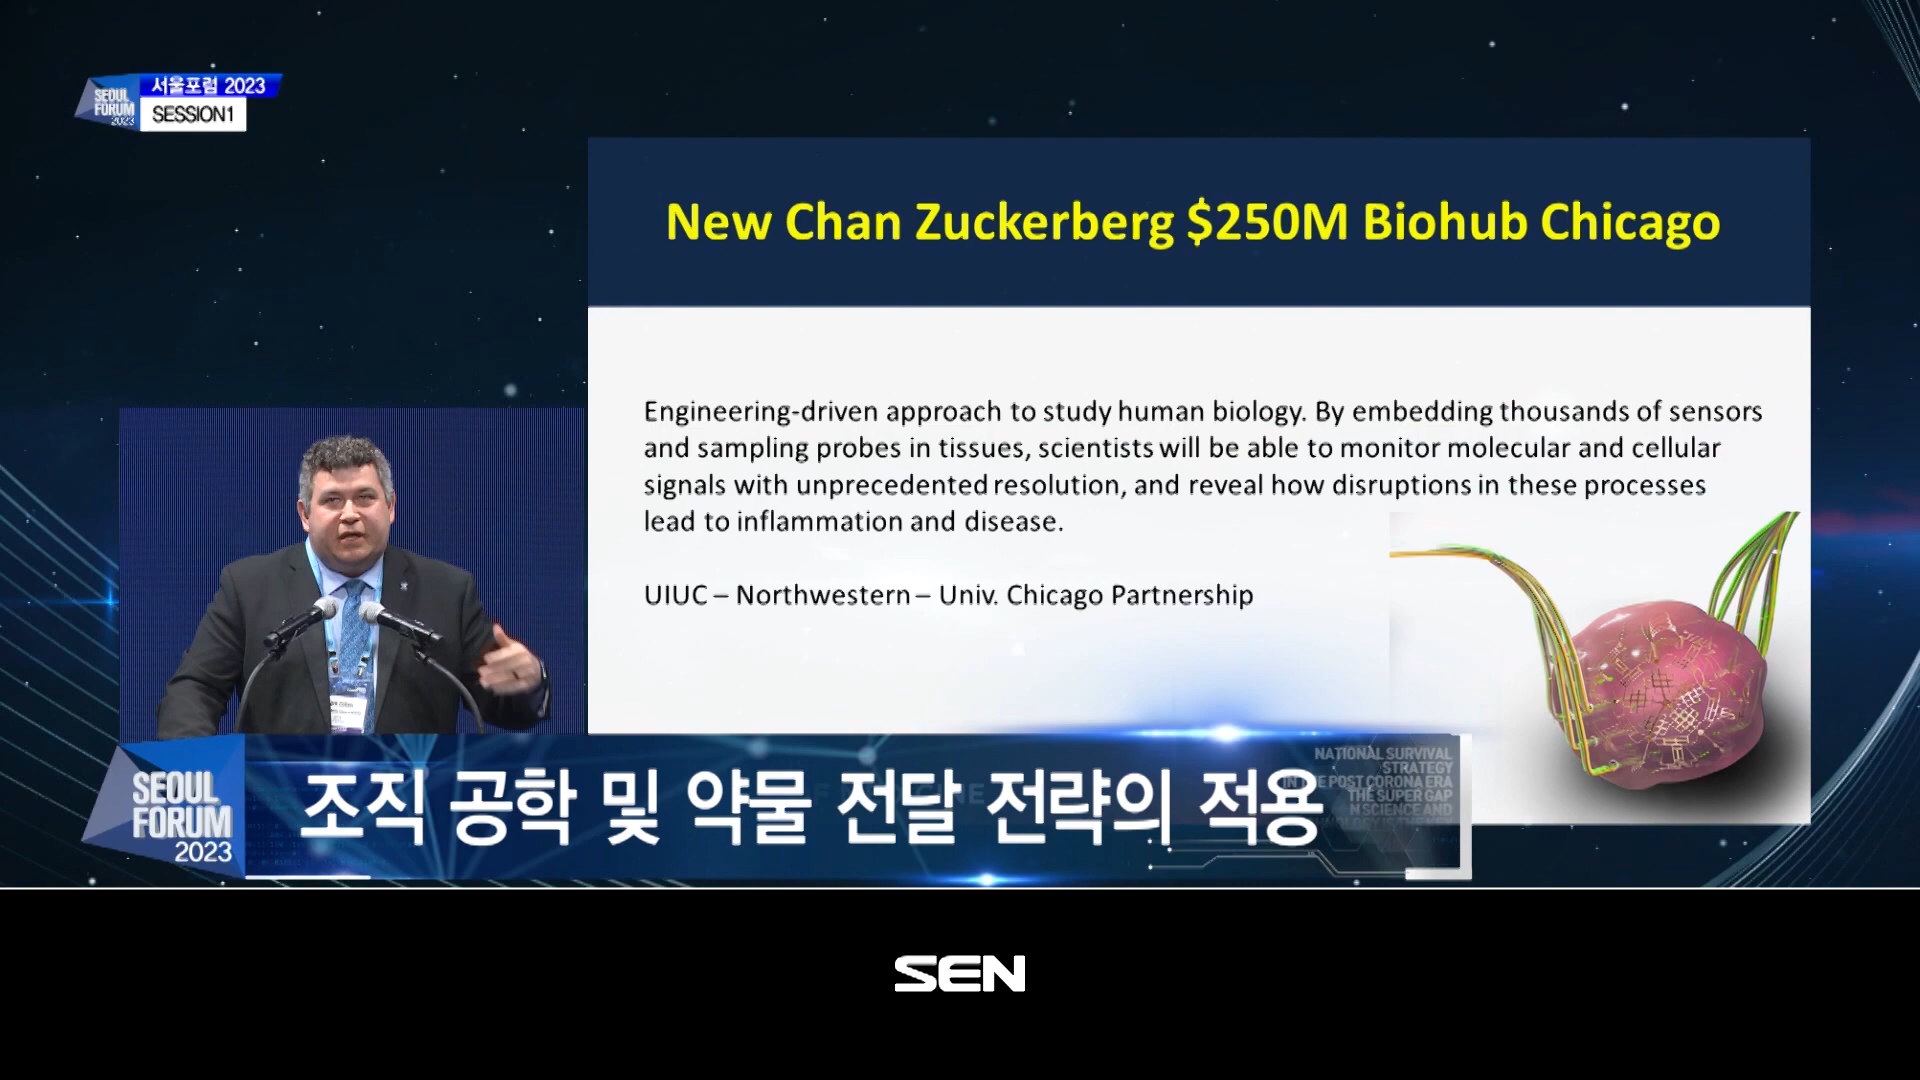 서울포럼 2023
SEOUL
FORUM
2023
SESSION1
New Chan Zuckerberg $250M Biohub Chicago
Engineering-driven approach to study human biology. By embedding thousands of sensors
and sampling probes in tissues, scientists will be able to monitor molecular and cellular
signals with unprecedented resolution, and reveal how disruptions in these processes
lead to inflammation and disease.
UIUC – Northwestern – Univ. Chicago Partnership
SEOUL
FORUM
2023
조직 공학 및 약물 전달 전략의 적용
NATIONAL SURVIVAL
STRATEGY
IN THE POST CORONA ERA
THE SUPER GAP
N SCIENCE AND
SEN